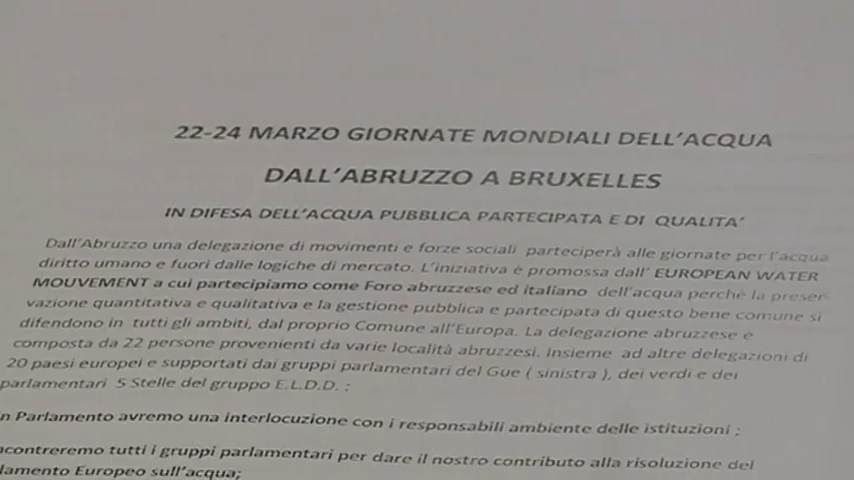 22-24 MARZO GIORNATE MONDIALI DELL'ACQUA
DALL'ABRUZZO A BRUXELLES
IN DIFESA DELL'ACQUA PUBBLICA PARTECIPATA E DI QUALITA'
Dall'Abruzzo una delegazione di movimenti e forze sociali parteciperà alle giornate per l'acqua
diritto umano e fuori dalle logiche di mercato. L'iniziativa è promossa dall' EUROPEAN WATER
MOUVEMENT a cui partecipiamo come Foro abruzzese ed italiano dell'acqua perchè la preser-
vazione quantitativa e qualitativa e la gestione pubblica e partecipata di questo bene comune si
difendono in tutti gli ambiti, dal proprio Comune all'Europa. La delegazione abruzzese e
composta da 22 persone provenienti da varie località abruzzesi. Insieme ad altre delegazioni di
20 paesi europei e supportati dai gruppi parlamentari del Gue ( sinistra ), dei verdi e dei
parlamentari 5 Stelle del gruppo E.L.D.D. :
n Parlamento avremo una interlocuzione con i responsabili ambiente delle istituzioni ;
contreremo tutti i gruppi parlamentari per dare il nostro contributo alla risoluzione del
lamento Europeo sull'acqua;